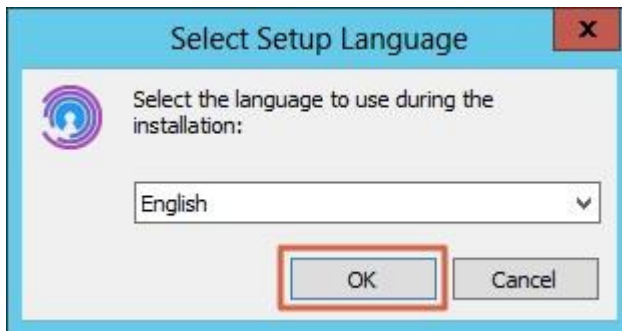 Select Setup Language
x
Select the language to use during the
installation:
English
OK
Cancel